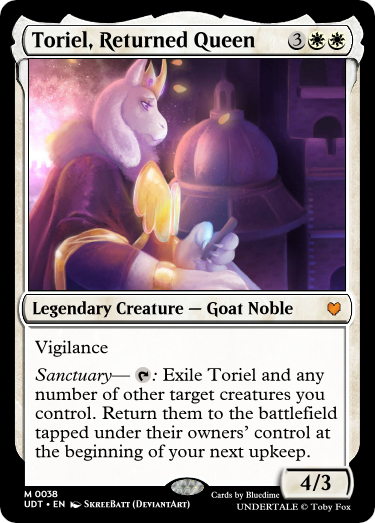 Toriel, Returned Queen 3
Legendary Creature — Goat Noble
Vigilance
Sanctuary— : Exile Toriel and any
number of other target creatures you
control. Return them to the battlefield
tapped under their owners' control at
the beginning of your next upkeep.
4/3
M 0038
UDT • EN SkreeBatt (DeviantArt)
Cards by Bluedime
UNDERTALE © Toby Fox